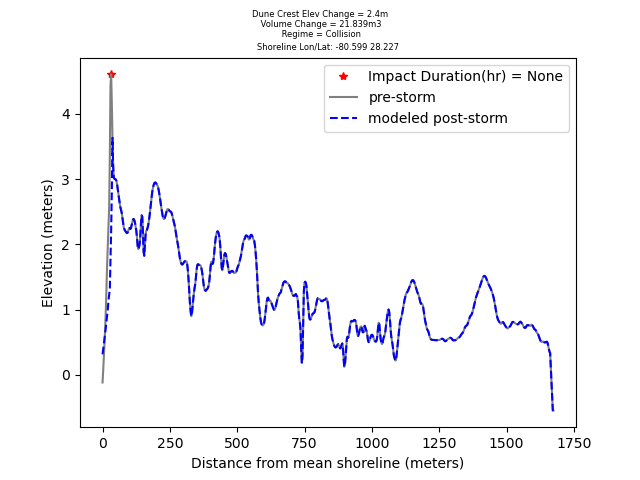 Dune Crest Elev Change = 2.4m
Volume Change = 21.839m3
Regime = Collision
Shoreline Lon/Lat: -80.599 28.227
Impact Duration(hr) = None
pre-storm
modeled post-storm
Elevation (meters)
4
3
2
1
0
0 250 500 750 1000 1250 1500 1750
Distance from mean shoreline (meters)